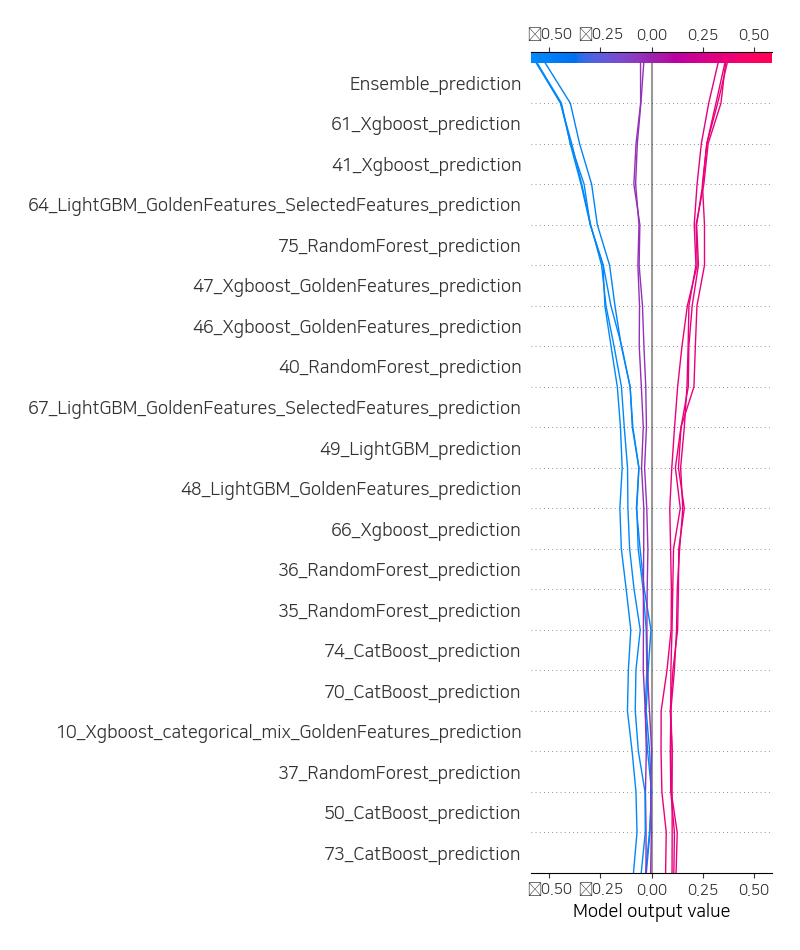 0.50 0.25 0.00 0.25 0.50
Ensemble_prediction
61_Xgboost_prediction
41_Xgboost_prediction
64_LightGBM_GoldenFeatures_SelectedFeatures_prediction
75_RandomForest_prediction
47_Xgboost_GoldenFeatures_prediction
46_Xgboost_GoldenFeatures_prediction
40_RandomForest_prediction
67_LightGBM_GoldenFeatures_SelectedFeatures_prediction
49_LightGBM_prediction
48_LightGBM_GoldenFeatures_prediction
66_Xgboost_prediction
36_RandomForest_prediction
35_RandomForest_prediction
74_CatBoost_prediction
70_CatBoost_prediction
10_Xgboost_categorical_mix_GoldenFeatures_prediction
37_RandomForest_prediction
50_CatBoost_prediction
73_CatBoost_prediction
0.50 0.25 0.00 0.25 0.50
Model output value